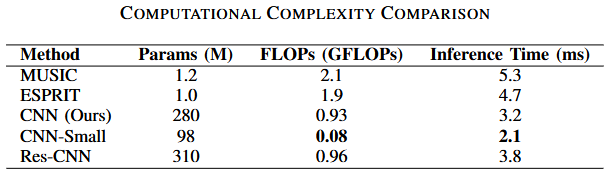 COMPUTATIONAL COMPLEXITY COMPARISON
Method Params (M) FLOPs (GFLOPs) Inference Time (ms)
MUSIC 1.2 2.1 5.3
ESPRIT 1.0 1.9 4.7
CNN (Ours) 280 0.93 3.2
CNN-Small 98 0.08 2.1
Res-CNN 310 0.96 3.8